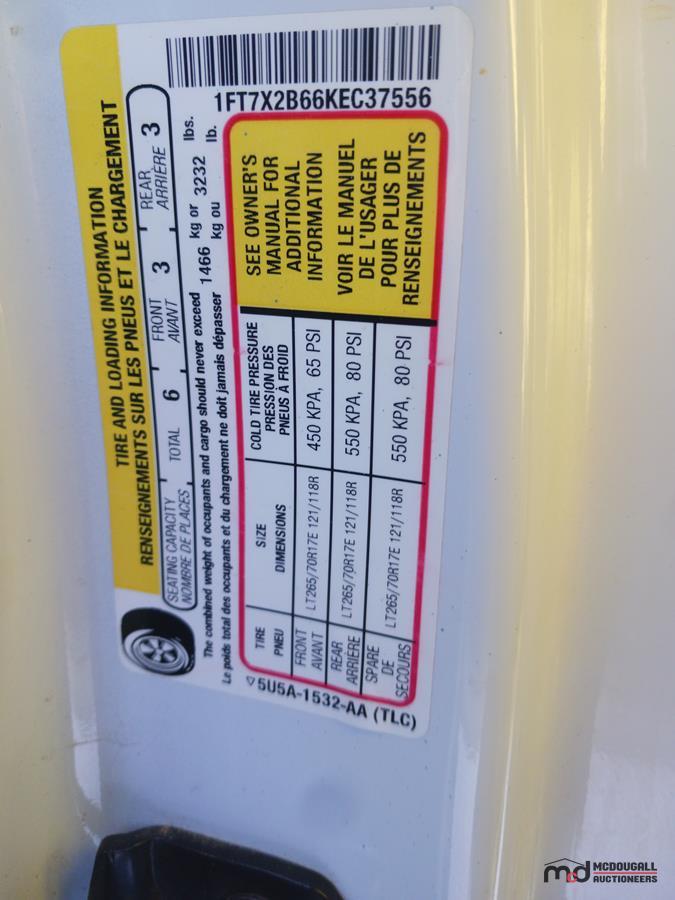 TIRE AND LOADING INFORMATION
RENSEIGNEMENTS SUR LES PNEUS ET LE CHARGEMENT
SEATING CAPACITY
NOMBRE DE PLACES
TOTAL 6
FRONT
AVANT
3
REAR
ARRIÈRE
3
The combined weight of occupants and cargo should never exceed 1466 kg or 3232 lbs.
Le poids total des occupants et du chargement ne doit jamais dépasser kg ou lb.
1FT7X2B66KEC37556
TIRE
PNEU
SIZE
DIMENSIONS
COLD TIRE PRESSURE
PRESSION DES
PNEUS À FROID
FRONT
AVANT
LT265/70R17E 121/118R
450 KPA, 65 PSI
REAR
ARRIÈRE
LT265/70R17E 121/118R
550 KPA, 80 PSI
SPARE
DE
SECOURS
LT265/70R17E 121/118R
550 KPA, 80 PSI
SEE OWNER'S
MANUAL FOR
ADDITIONAL
INFORMATION
VOIR LE MANUEL
DE L'USAGER
POUR PLUS DE
RENSEIGNEMENTS
5U5A-1532-AA (TLC)
mcd MCDOUGALL
AUCTIONEERS